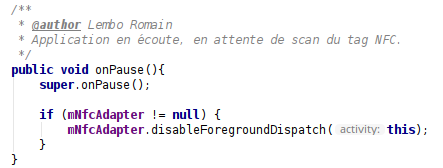 /**
 * @author Lembo Romain
 * Application en écoute, en attente de scan du tag NFC.
 */
public void onPause(){
    super.onPause();

    if (mNfcAdapter != null) {
        mNfcAdapter.disableForegroundDispatch( activity: this);
    }
}